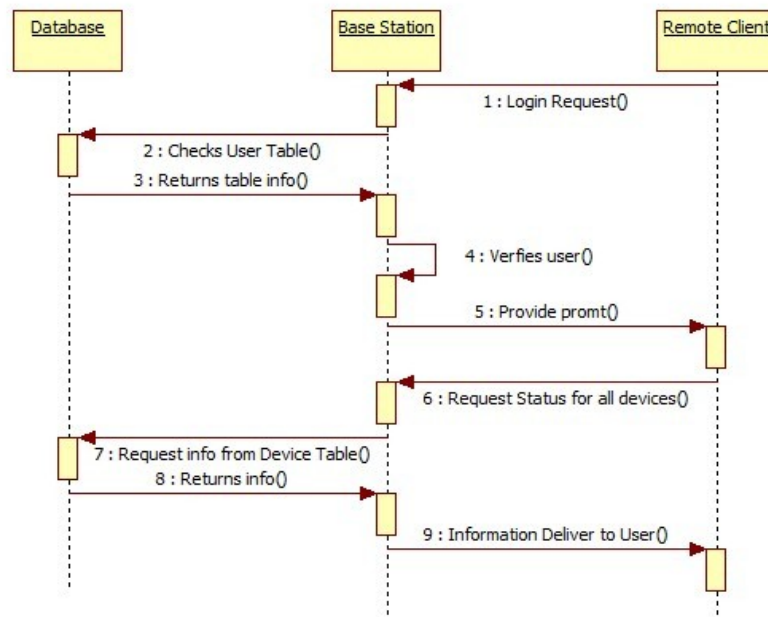 Database
Base Station
Remote Client
1 : Login Request()
2 : Checks User Table()
3 : Returns table info()
4 : Verfies user()
5 : Provide promt()
6 : Request Status for all devices()
7 : Request info from Device Table()
8 : Returns info()
9 : Information Deliver to User()